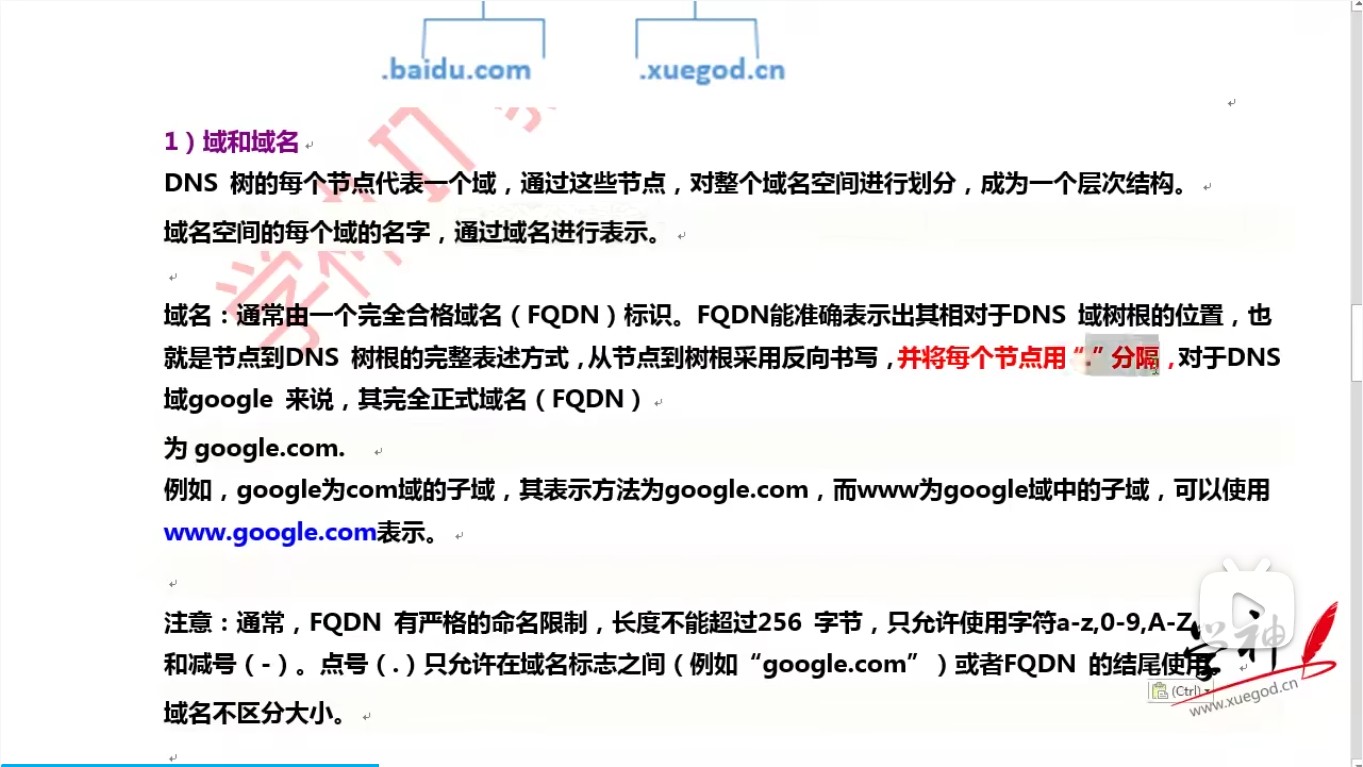 .baidu.com .xuegod.cn
1）域和域名
DNS 树的每个节点代表一个域，通过这些节点，对整个域名空间进行划分，成为一个层次结构。
域名空间的每个域的名字，通过域名进行表示。
域名：通常由一个完全合格域名（FQDN）标识。FQDN能准确表示出其相对于DNS 域树根的位置，也
就是节点到DNS 树根的完整表述方式，从节点到树根采用反向书写，并将每个节点用“.”分隔，对于DNS
域google 来说，其完全正式域名（FQDN）
为 google.com.
例如，google为com域的子域，其表示方法为google.com，而www为google域中的子域，可以使用
www.google.com表示。
注意：通常，FQDN 有严格的命名限制，长度不能超过256 字节，只允许使用字符a-z,0-9,A-Z
和减号（-）。点号（.）只允许在域名标志之间（例如“google.com”）或者FQDN 的结尾使用。
域名不区分大小。
学神
(Ctrl)
www.xuegod.cn